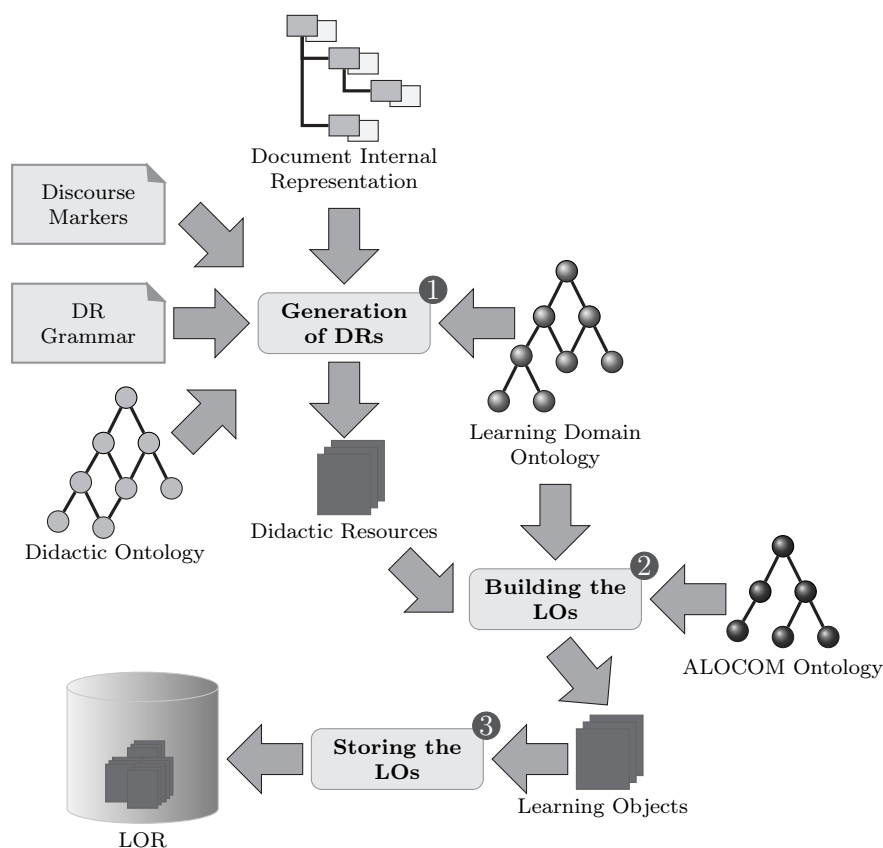 Document Internal
Representation
Discourse
Markers
1
Generation
of DRs
DR
Grammar
Learning Domain
Ontology
Didactic Resources
Didactic Ontology
2
Building the
LOs
ALOCOM Ontology
3
Storing the
LOs
Learning Objects
LOR